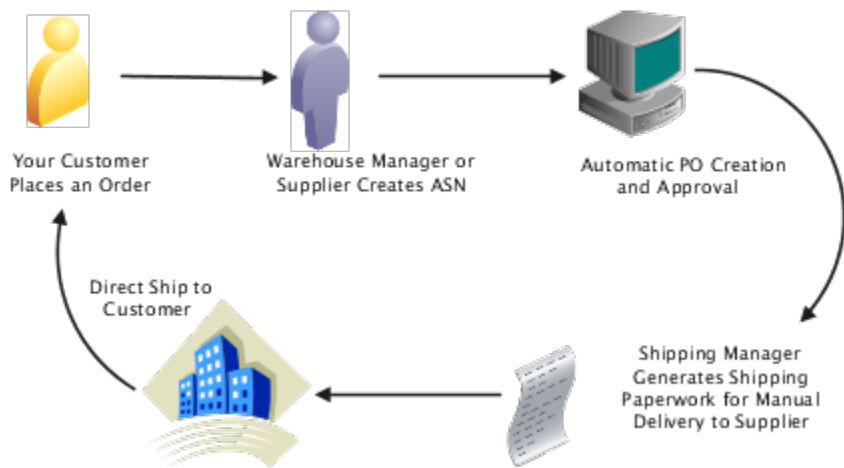 Your Customer
Places an Order
Warehouse Manager or
Supplier Creates ASN
Automatic PO Creation
and Approval
Shipping Manager
Generates Shipping
Paperwork for Manual
Delivery to Supplier
Direct Ship to
Customer